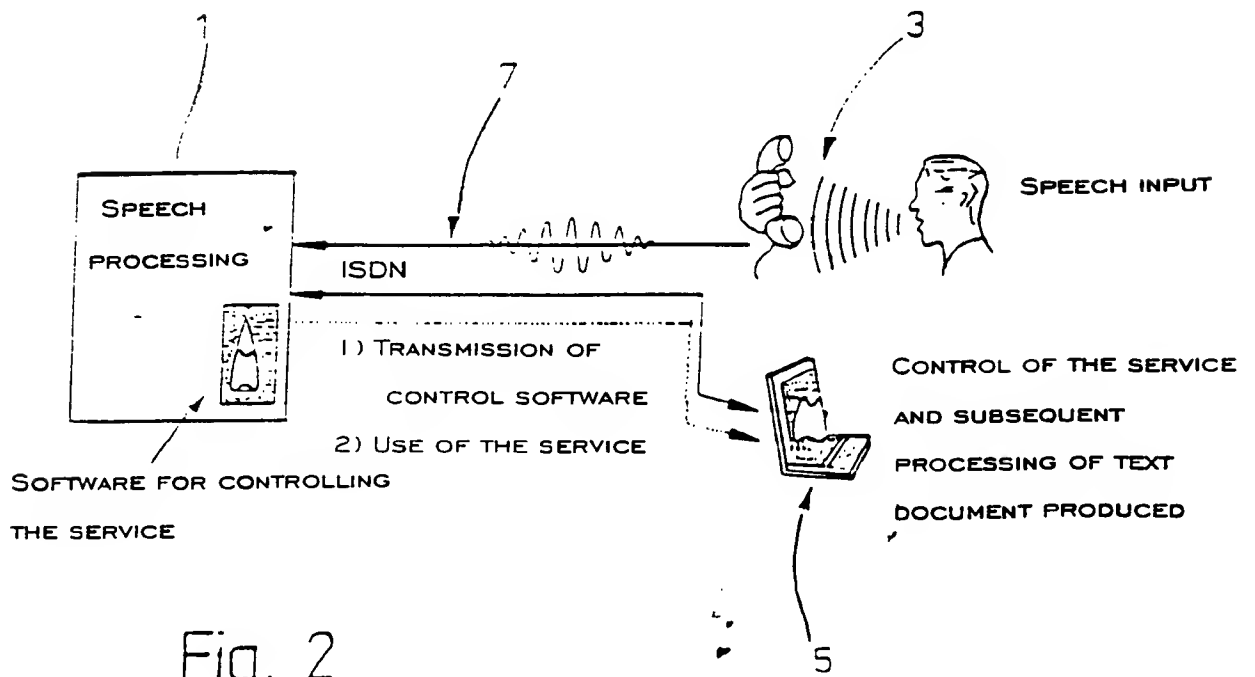 1
3
7
SPEECH INPUT
SPEECH
PROCESSING
ISDN
1) TRANSMISSION OF
CONTROL SOFTWARE
2) USE OF THE SERVICE
CONTROL OF THE SERVICE
AND SUBSEQUENT
PROCESSING OF TEXT
DOCUMENT PRODUCED
SOFTWARE FOR CONTROLLING
THE SERVICE
5
Fig. 2